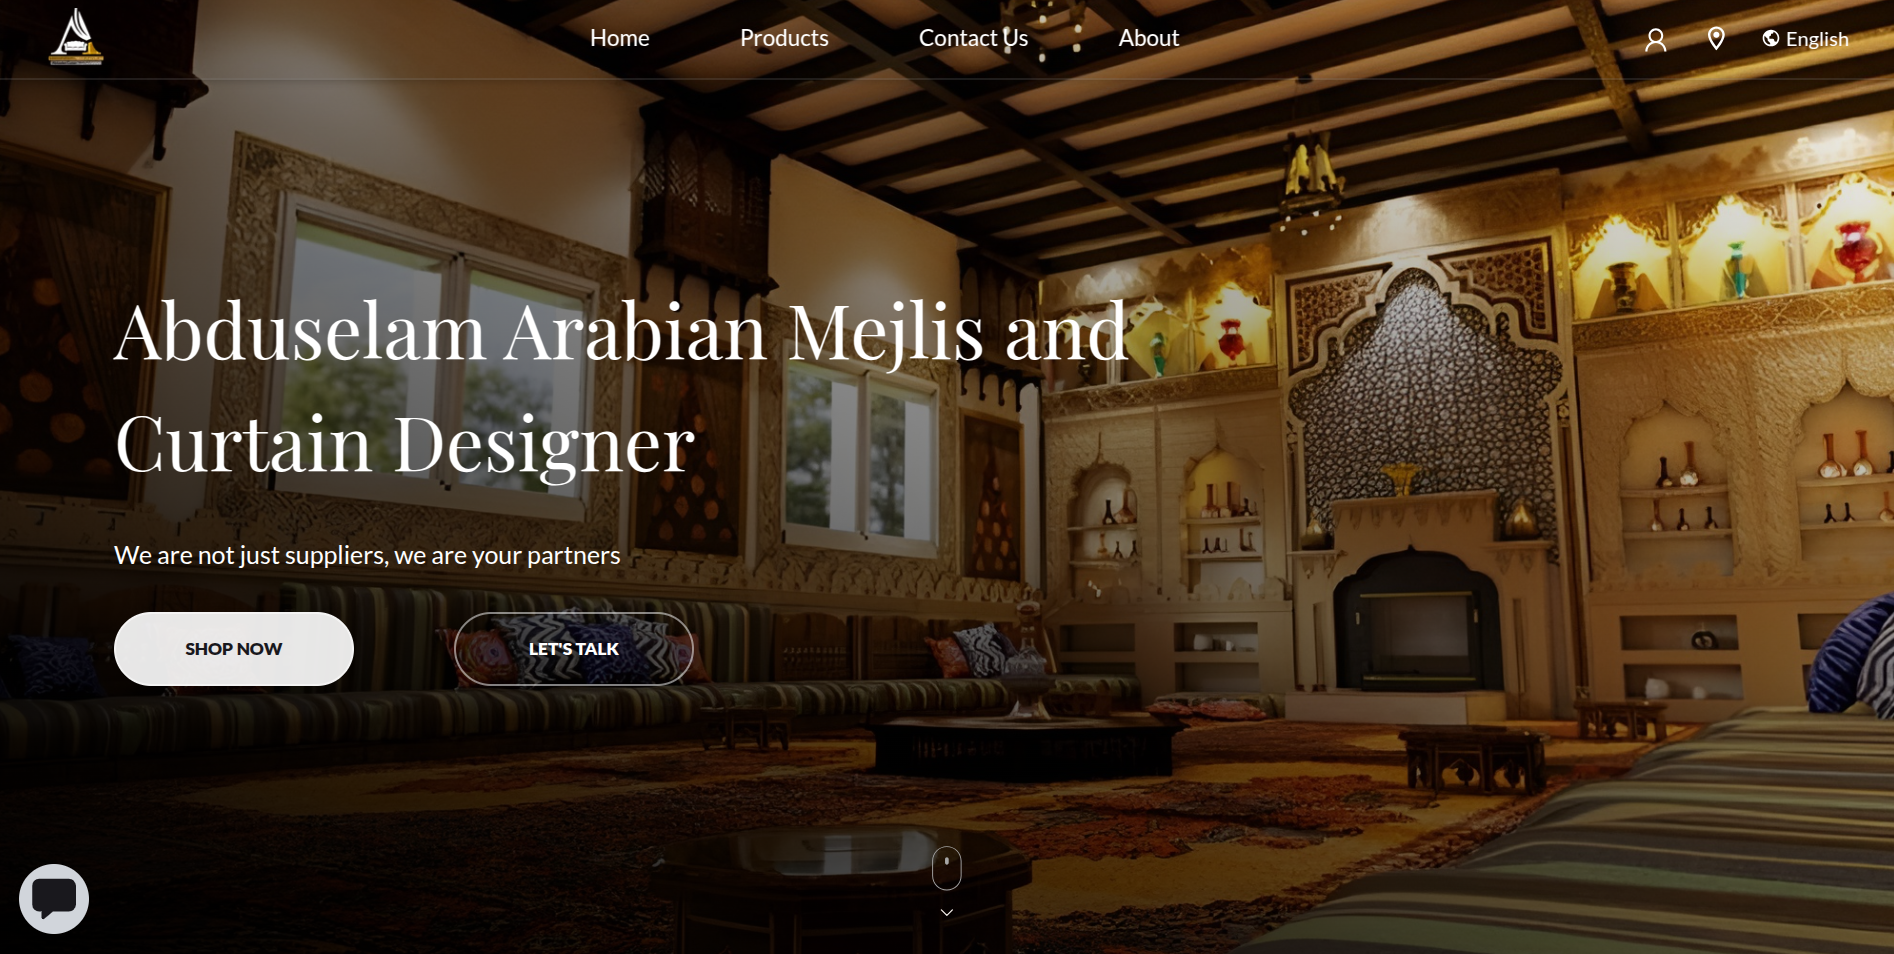 Home
Products
Contact Us
About
English
Abduselam Arabian Mejlis and
Curtain Designer
We are not just suppliers, we are your partners
SHOP NOW
LET'S TALK